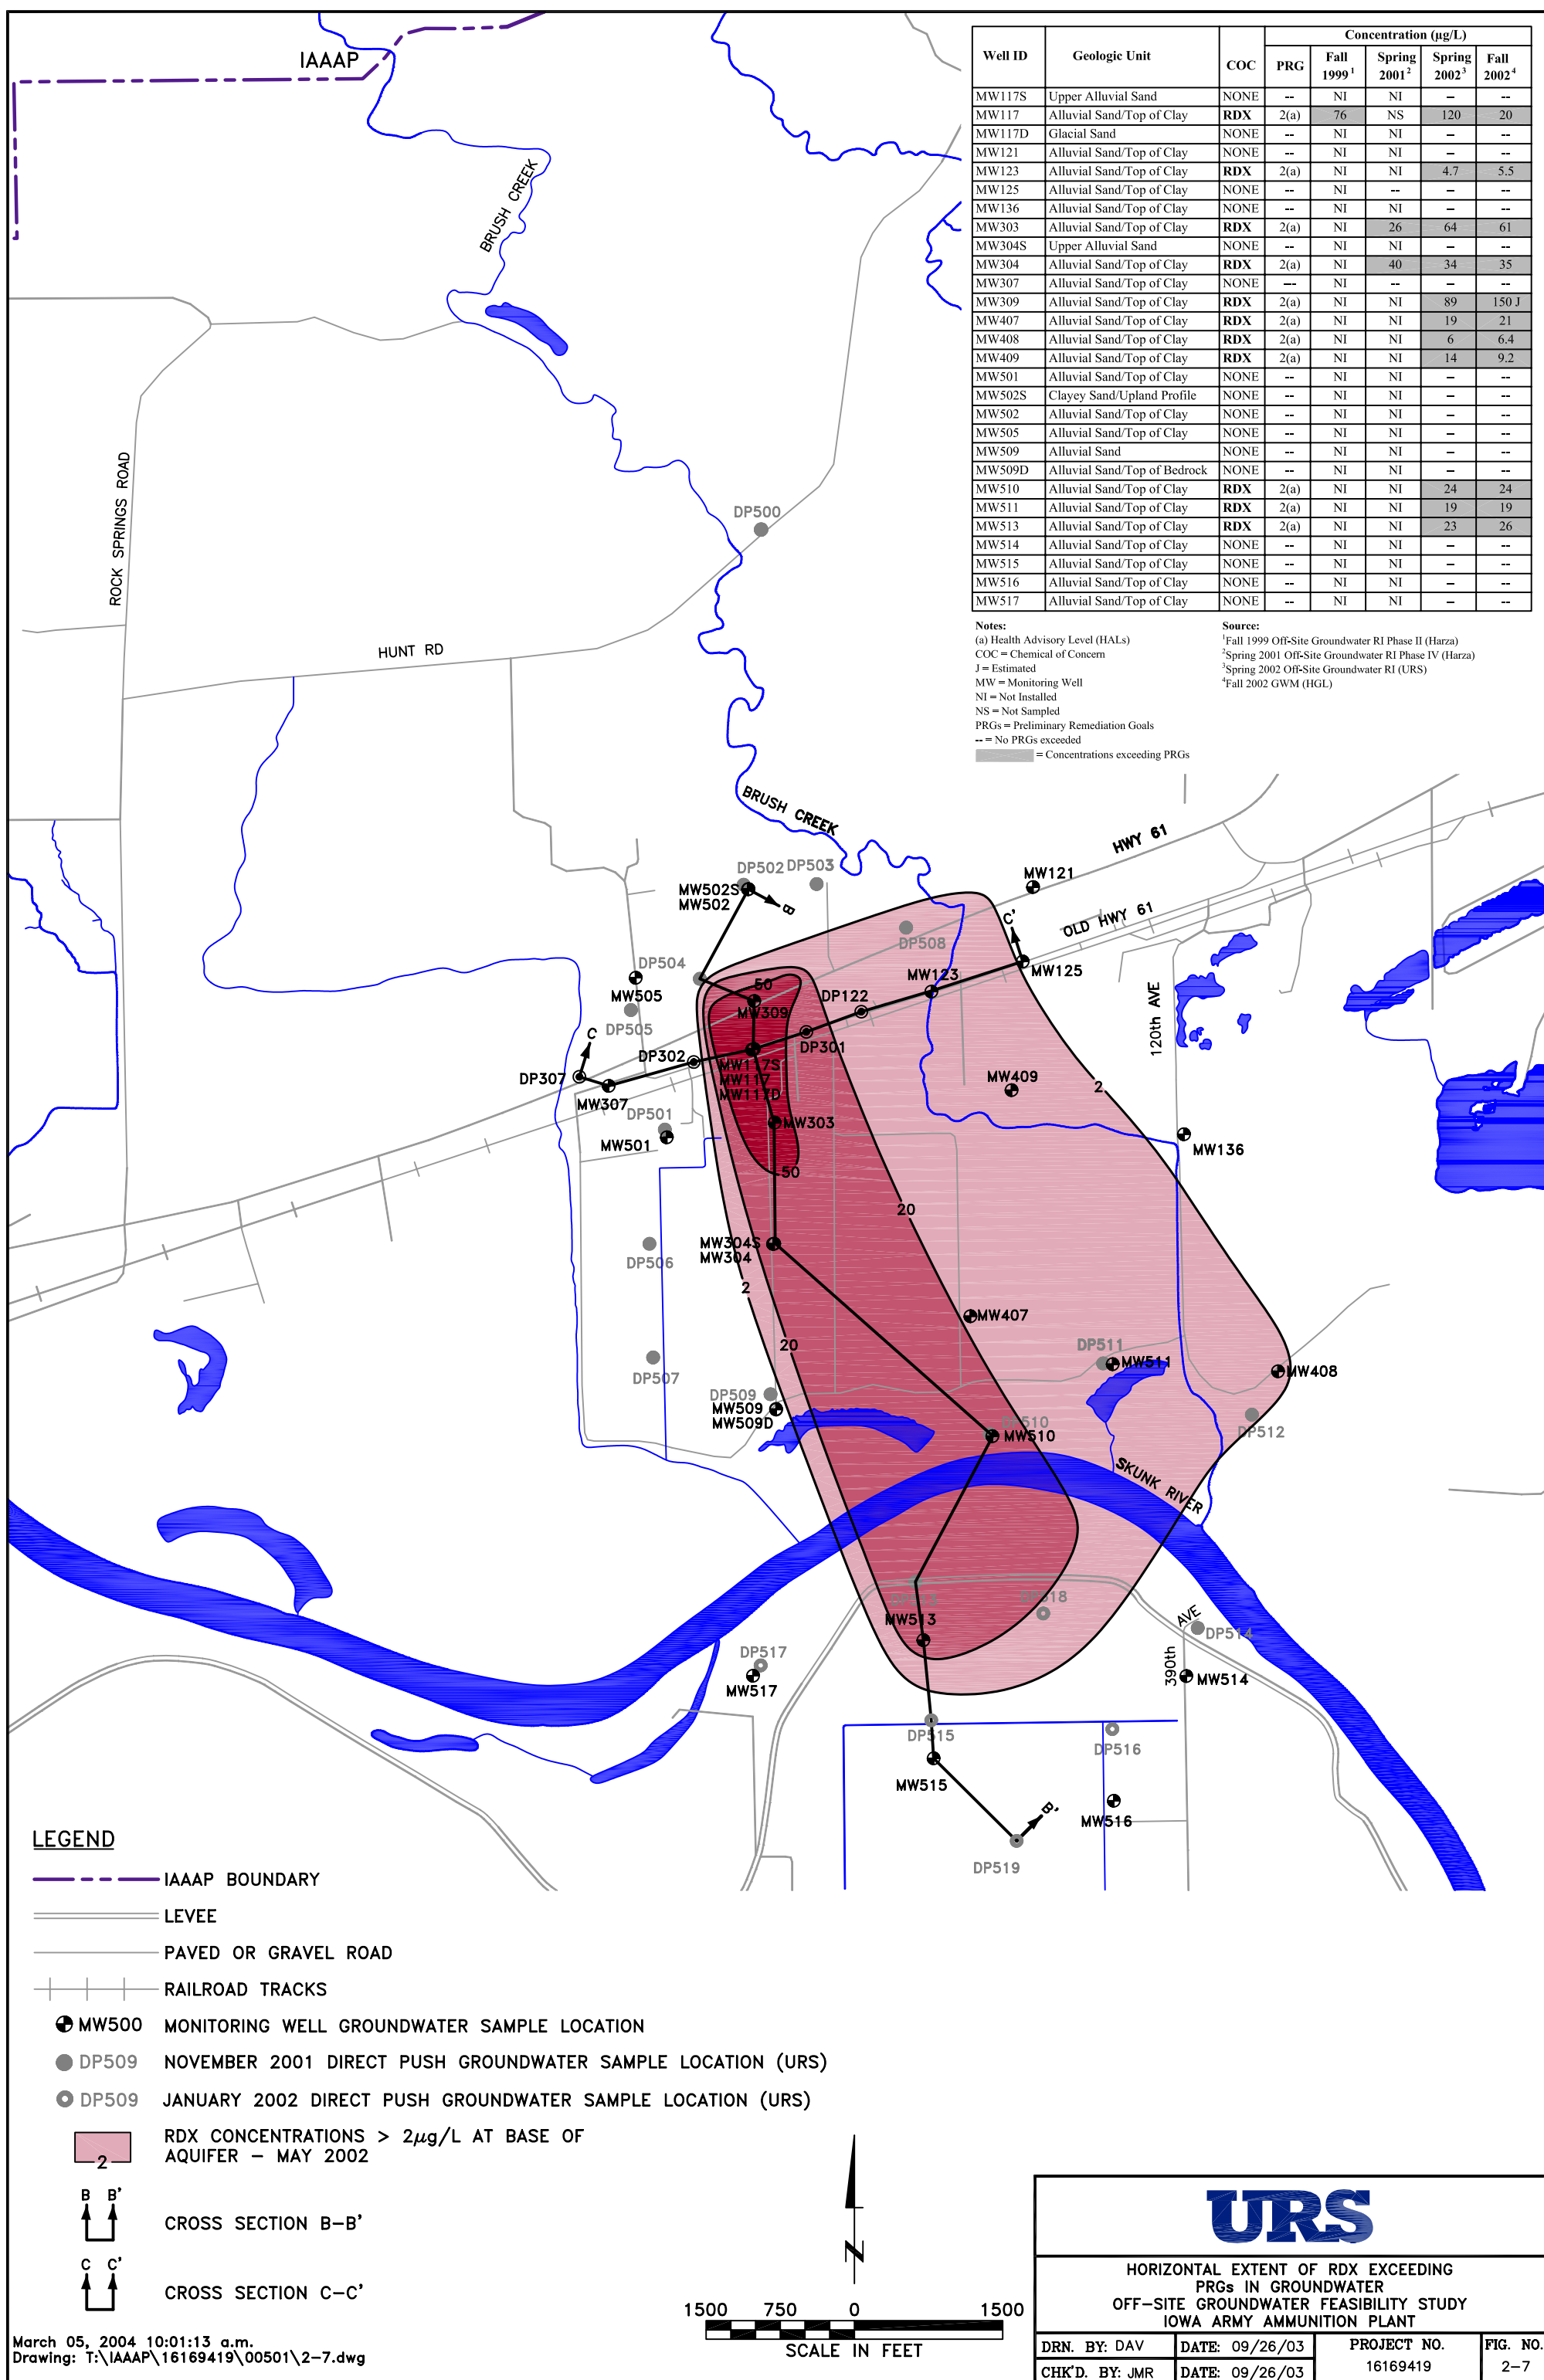 IAAAP
BRUSH CREEK
ROCK SPRINGS ROAD
HUNT RD
DP500
Well ID Geologic Unit COC PRG Concentration (µg/L) Fall 1999¹ Spring 2001² Spring 2002³ Fall 2002⁴
MW117S Upper Alluvial Sand NONE -- NI NI – --
MW117 Alluvial Sand/Top of Clay RDX 2(a) 76 NS 120 20
MW117D Glacial Sand NONE -- NI NI – --
MW121 Alluvial Sand/Top of Clay NONE -- NI NI – --
MW123 Alluvial Sand/Top of Clay RDX 2(a) NI NI 4.7 5.5
MW125 Alluvial Sand/Top of Clay NONE -- NI -- – --
MW136 Alluvial Sand/Top of Clay NONE -- NI NI – --
MW303 Alluvial Sand/Top of Clay RDX 2(a) NI 26 64 61
MW304S Upper Alluvial Sand NONE -- NI NI – --
MW304 Alluvial Sand/Top of Clay RDX 2(a) NI 40 34 35
MW307 Alluvial Sand/Top of Clay NONE --- NI -- – --
MW309 Alluvial Sand/Top of Clay RDX 2(a) NI NI 89 150 J
MW407 Alluvial Sand/Top of Clay RDX 2(a) NI NI 19 21
MW408 Alluvial Sand/Top of Clay RDX 2(a) NI NI 6 6.4
MW409 Alluvial Sand/Top of Clay RDX 2(a) NI NI 14 9.2
MW501 Alluvial Sand/Top of Clay NONE -- NI NI – --
MW502S Clayey Sand/Upland Profile NONE -- NI NI – --
MW502 Alluvial Sand/Top of Clay NONE -- NI NI – --
MW505 Alluvial Sand/Top of Clay NONE -- NI NI – --
MW509 Alluvial Sand NONE -- NI NI – --
MW509D Alluvial Sand/Top of Bedrock NONE -- NI NI – --
MW510 Alluvial Sand/Top of Clay RDX 2(a) NI NI 24 24
MW511 Alluvial Sand/Top of Clay RDX 2(a) NI NI 19 19
MW513 Alluvial Sand/Top of Clay RDX 2(a) NI NI 23 26
MW514 Alluvial Sand/Top of Clay NONE -- NI NI – --
MW515 Alluvial Sand/Top of Clay NONE -- NI NI – --
MW516 Alluvial Sand/Top of Clay NONE -- NI NI – --
MW517 Alluvial Sand/Top of Clay NONE -- NI NI – --
Notes:
(a) Health Advisory Level (HALs)
COC = Chemical of Concern
J = Estimated
MW = Monitoring Well
NI = Not Installed
NS = Not Sampled
PRGs = Preliminary Remediation Goals
-- = No PRGs exceeded
= Concentrations exceeding PRGs
Source:
¹Fall 1999 Off-Site Groundwater RI Phase II (Harza)
²Spring 2001 Off-Site Groundwater RI Phase IV (Harza)
³Spring 2002 Off-Site Groundwater RI (URS)
⁴Fall 2002 GWM (HGL)
BRUSH CREEK
HWY 61
OLD HWY 61
120th AVE
DP502
DP503
MW502S
MW502
B
MW121
C'
DP508
MW125
DP504
MW505
DP505
50
MW309
DP122
MW123
C
DP302
DP301
DP307
MW307
MW117S
MW117
MW117D
MW409
2
DP501
MW501
MW303
MW136
50
20
MW304S
MW304
DP506
2
MW407
20
DP511
MW511
MW408
DP507
DP509
MW509
MW509D
DP510
MW510
DP512
SKUNK RIVER
DP513
DP518
MW513
390th AVE
DP514
MW514
DP517
MW517
DP515
DP516
MW515
MW516
B'
DP519
LEGEND
IAAAP BOUNDARY
LEVEE
PAVED OR GRAVEL ROAD
RAILROAD TRACKS
MW500 MONITORING WELL GROUNDWATER SAMPLE LOCATION
DP509 NOVEMBER 2001 DIRECT PUSH GROUNDWATER SAMPLE LOCATION (URS)
DP509 JANUARY 2002 DIRECT PUSH GROUNDWATER SAMPLE LOCATION (URS)
2 RDX CONCENTRATIONS > 2µg/L AT BASE OF
AQUIFER – MAY 2002
B B'
CROSS SECTION B–B'
C C'
CROSS SECTION C–C'
March 05, 2004 10:01:13 a.m.
Drawing: T:\IAAAP\16169419\00501\2-7.dwg
N
1500 750 0 1500
SCALE IN FEET
URS
HORIZONTAL EXTENT OF RDX EXCEEDING
PRGs IN GROUNDWATER
OFF-SITE GROUNDWATER FEASIBILITY STUDY
IOWA ARMY AMMUNITION PLANT
DRN. BY: DAV DATE: 09/26/03 PROJECT NO. FIG. NO.
CHK'D. BY: JMR DATE: 09/26/03 16169419 2-7